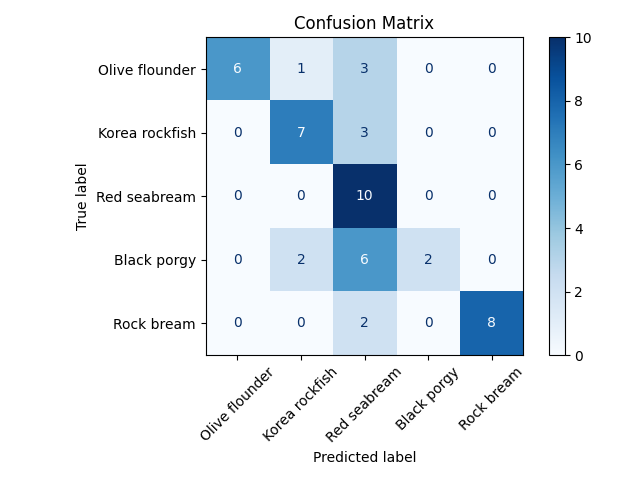 Confusion Matrix
Olive flounder 6 1 3 0 0
Korea rockfish 0 7 3 0 0
Red seabream 0 0 10 0 0
Black porgy 0 2 6 2 0
Rock bream 0 0 2 0 8
True label
Olive flounder Korea rockfish Red seabream Black porgy Rock bream
Predicted label
10
8
6
4
2
0